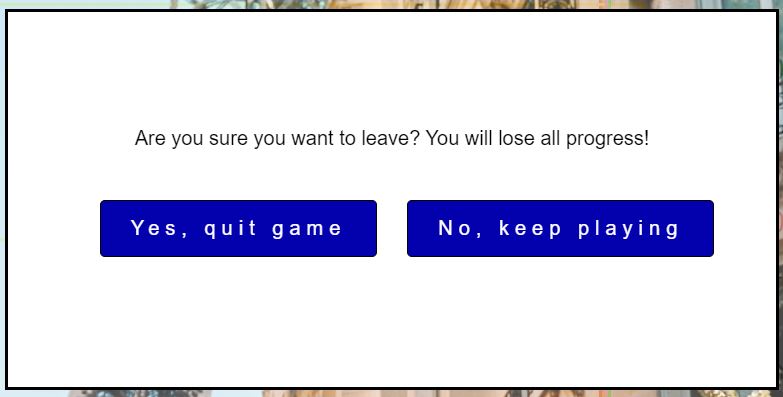 Are you sure you want to leave? You will lose all progress!
Yes, quit game
No, keep playing